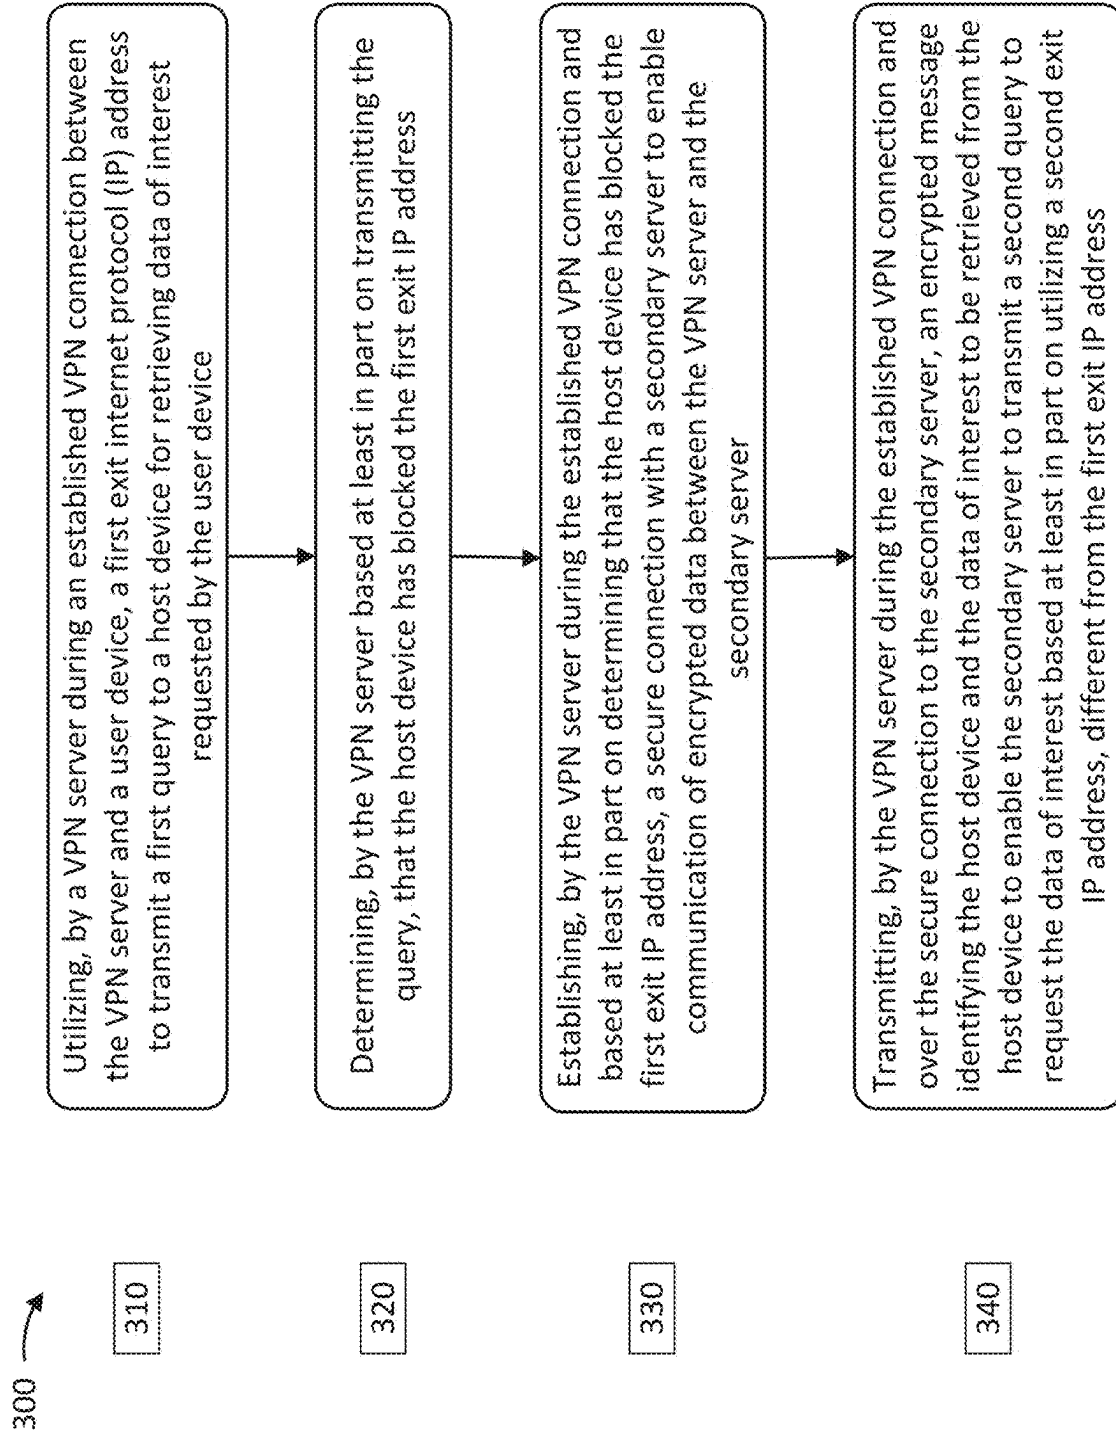 300
310
Utilizing, by a VPN server during an established VPN connection between
the VPN server and a user device, a first exit internet protocol (IP) address
to transmit a first query to a host device for retrieving data of interest
requested by the user device
320
Determining, by the VPN server based at least in part on transmitting the
query, that the host device has blocked the first exit IP address
330
Establishing, by the VPN server during the established VPN connection and
based at least in part on determining that the host device has blocked the
first exit IP address, a secure connection with a secondary server to enable
communication of encrypted data between the VPN server and the
secondary server
340
Transmitting, by the VPN server during the established VPN connection and
over the secure connection to the secondary server, an encrypted message
identifying the host device and the data of interest to be retrieved from the
host device to enable the secondary server to transmit a second query to
request the data of interest based at least in part on utilizing a second exit
IP address, different from the first exit IP address